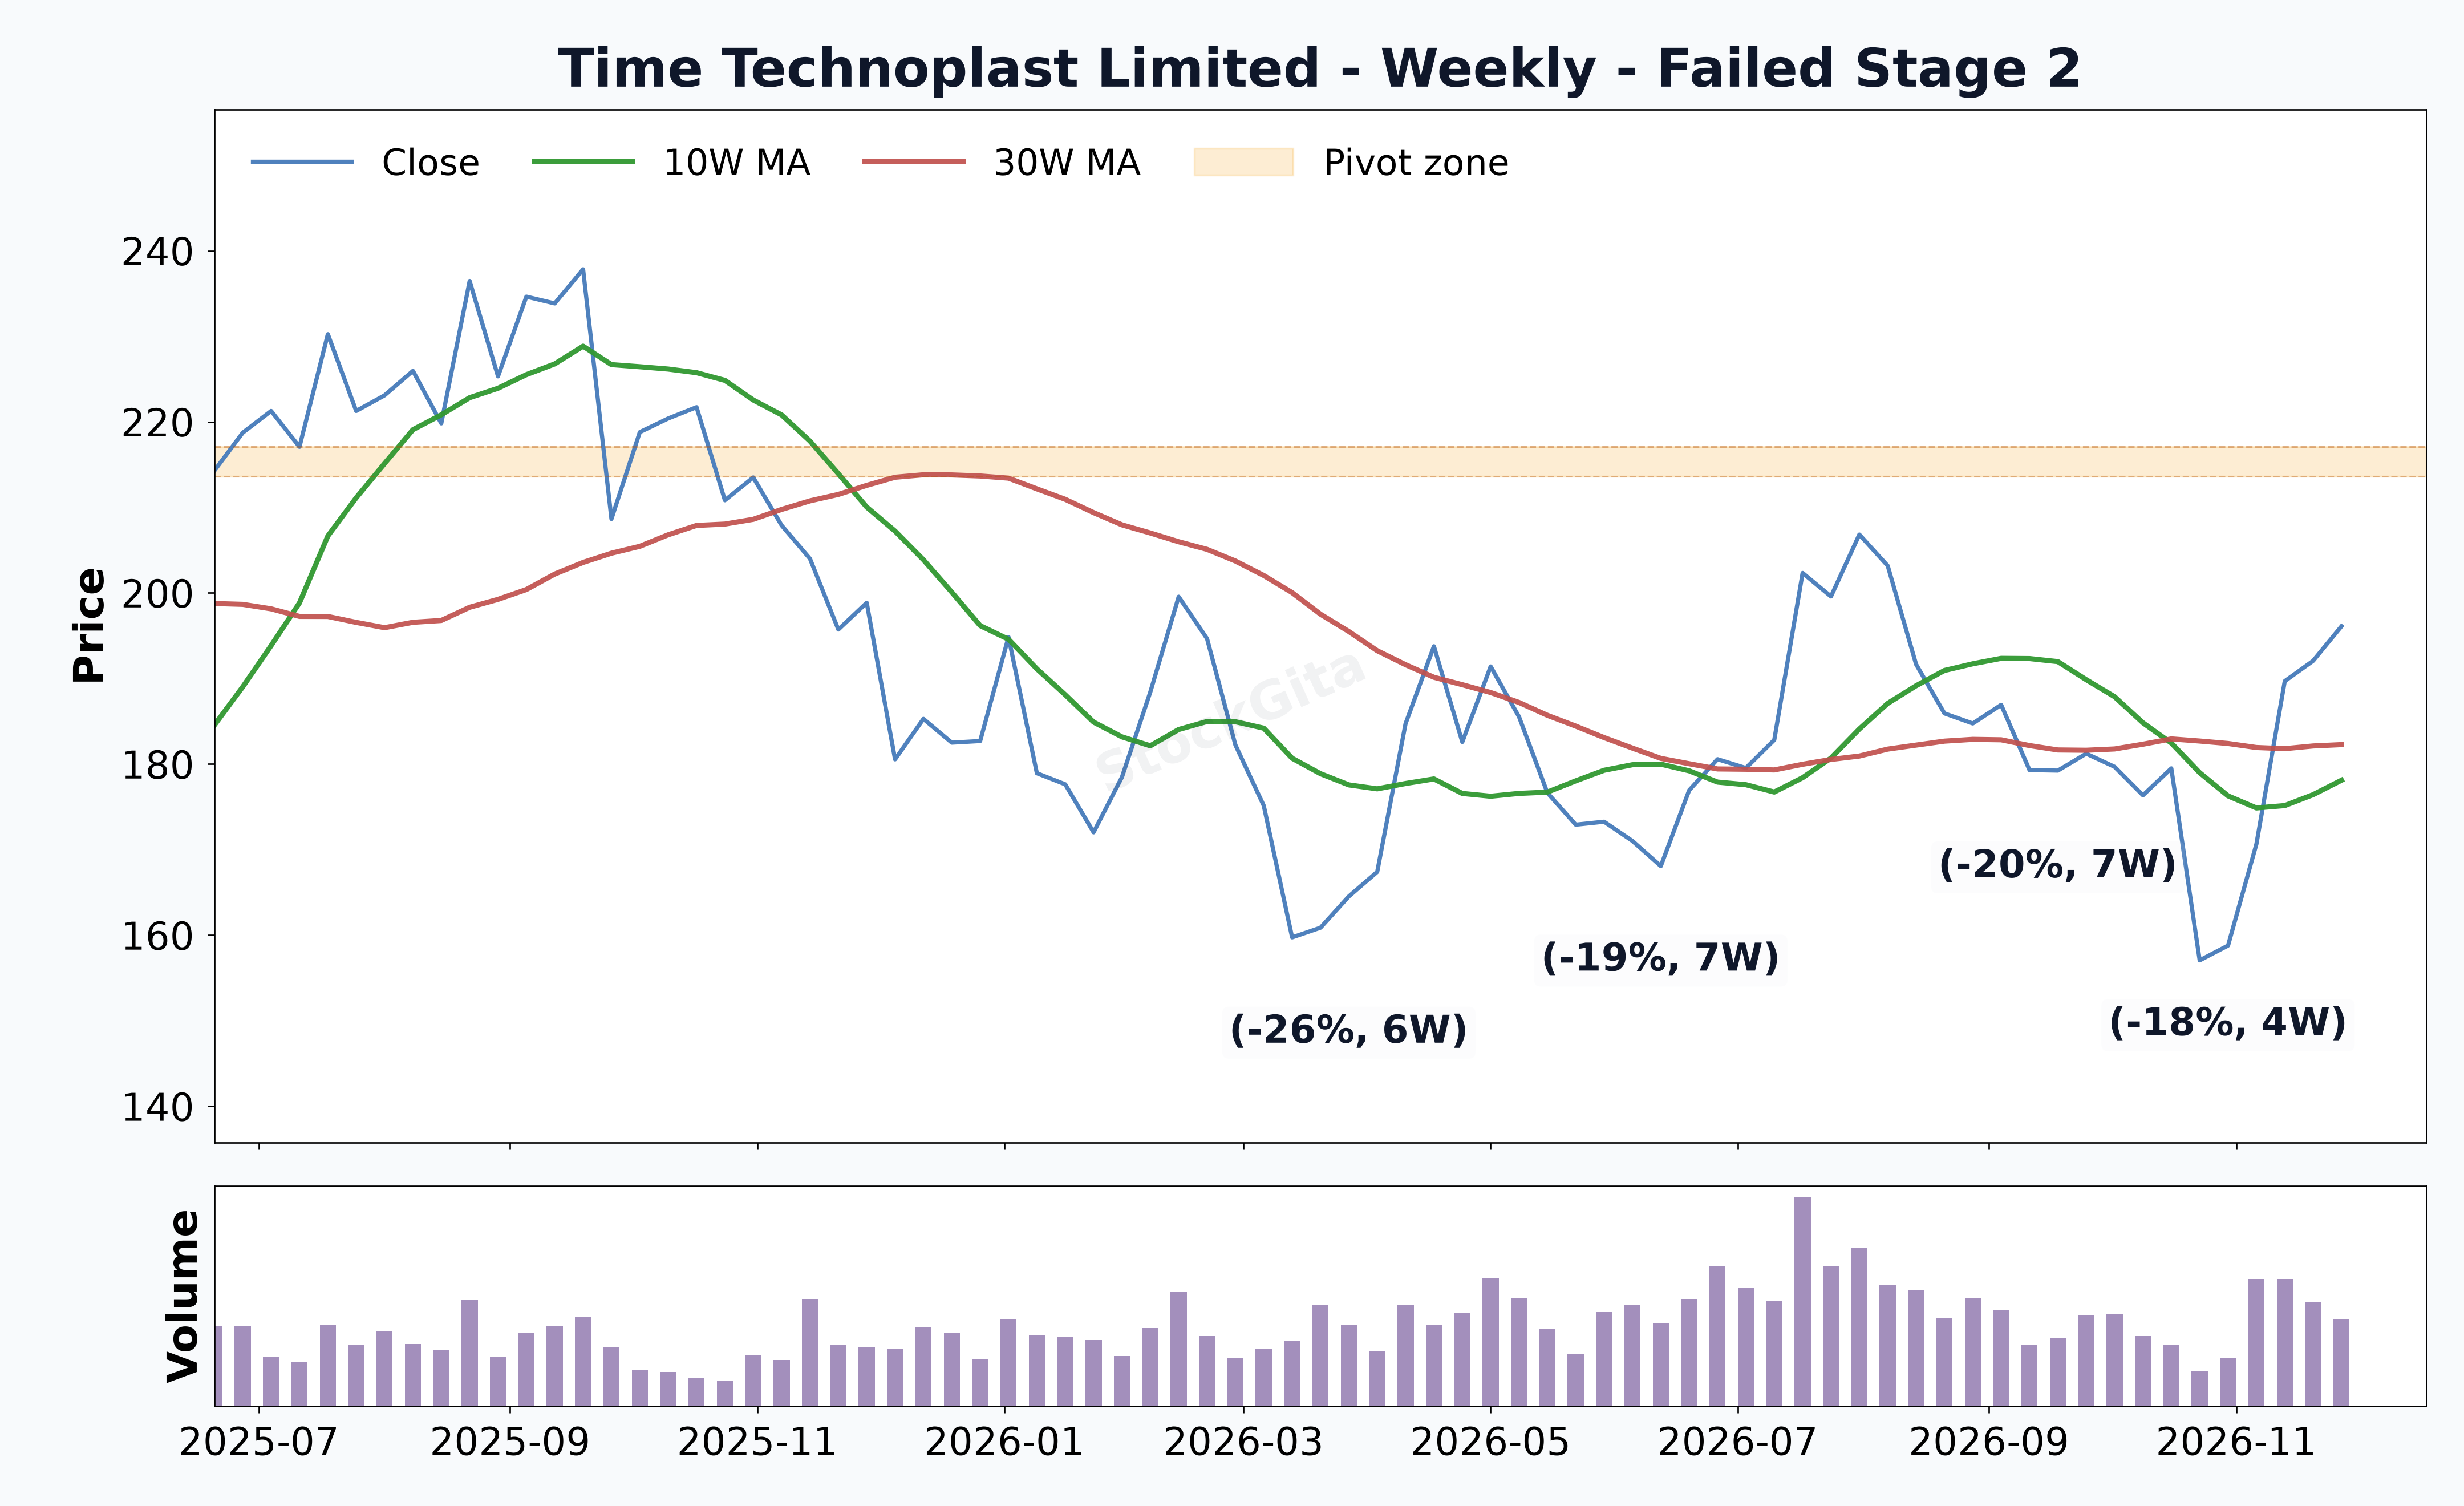 Time Technoplast Limited - Weekly - Failed Stage 2
Close 10W MA 30W MA Pivot zone
Price
240
220
200
180
160
140
StockGita
(-20%, 7W)
(-19%, 7W)
(-26%, 6W)
(-18%, 4W)
Volume
2025-07 2025-09 2025-11 2026-01 2026-03 2026-05 2026-07 2026-09 2026-11